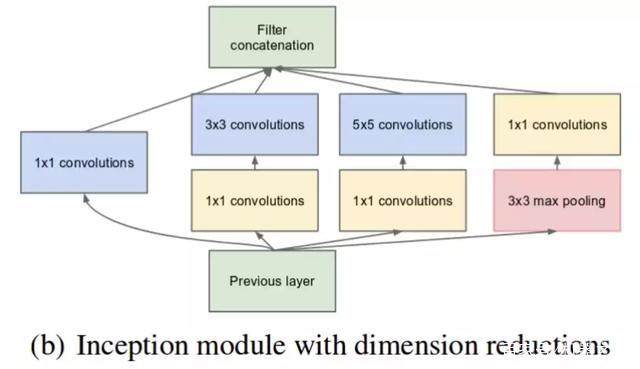 Filter
concatenation
3x3 convolutions
5x5 convolutions
1x1 convolutions
1x1 convolutions
1x1 convolutions
1x1 convolutions
3x3 max pooling
Previous layer
(b) Inception module with dimension reductions